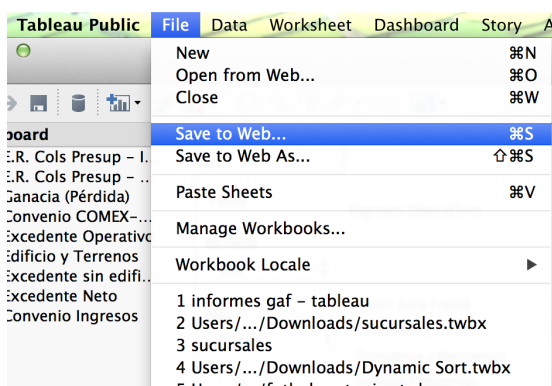 Tableau Public File Data Worksheet Dashboard Story
New ⌘N
Open from Web... ⌘O
Close ⌘W
Save to Web... ⌘S
Save to Web As... ⇧⌘S
Paste Sheets ⌘V
Manage Workbooks...
Workbook Locale ▶
1 informes gaf - tableau
2 Users/.../Downloads/sucursales.twbx
3 sucursales
4 Users/.../Downloads/Dynamic Sort.twbx
board
E.R. Cols Presup - I..
E.R. Cols Presup - ...
Ganacia (Pérdida)
Convenio COMEX-...
Excedente Operativo
Edificio y Terrenos
Excedente sin edifi..
Excedente Neto
Convenio Ingresos